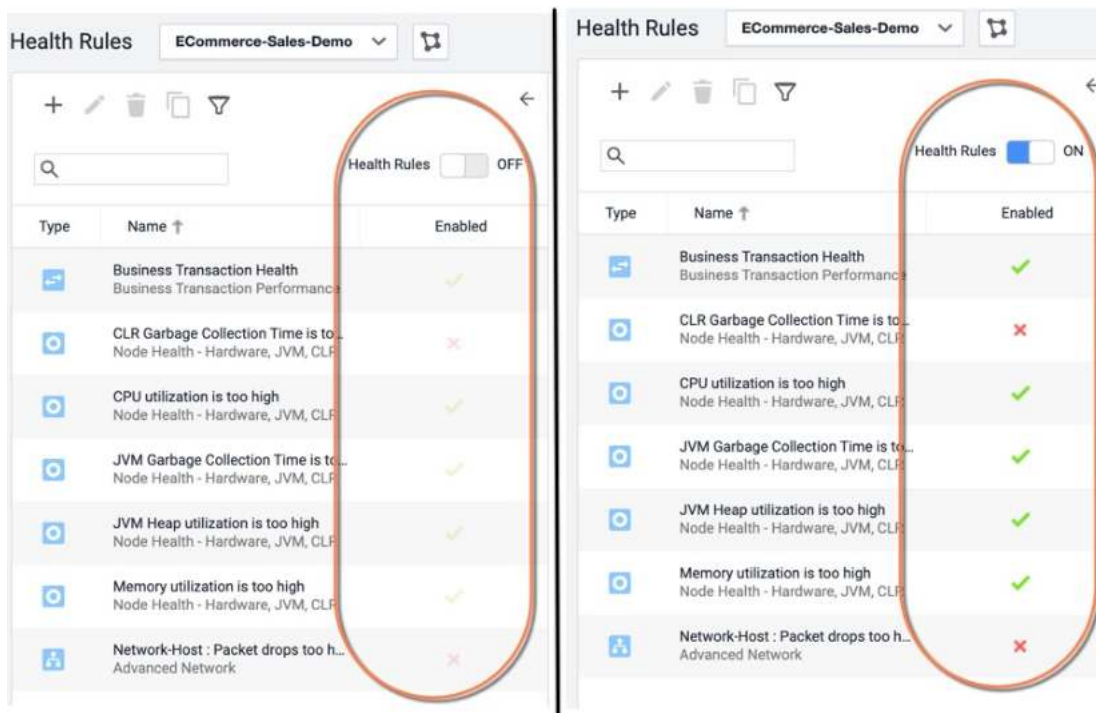 Health Rules ECommerce-Sales-Demo
Health Rules OFF
Type Name Enabled
Business Transaction Health
Business Transaction Performance
CLR Garbage Collection Time is to...
Node Health - Hardware, JVM, CLR
CPU utilization is too high
Node Health - Hardware, JVM, CLR
JVM Garbage Collection Time is to...
Node Health - Hardware, JVM, CLR
JVM Heap utilization is too high
Node Health - Hardware, JVM, CLR
Memory utilization is too high
Node Health - Hardware, JVM, CLR
Network-Host : Packet drops too h...
Advanced Network
Health Rules ECommerce-Sales-Demo
Health Rules ON
Type Name Enabled
Business Transaction Health
Business Transaction Performance
CLR Garbage Collection Time is to...
Node Health - Hardware, JVM, CLR
CPU utilization is too high
Node Health - Hardware, JVM, CLR
JVM Garbage Collection Time is to...
Node Health - Hardware, JVM, CLR
JVM Heap utilization is too high
Node Health - Hardware, JVM, CLR
Memory utilization is too high
Node Health - Hardware, JVM, CLR
Network-Host : Packet drops too h...
Advanced Network